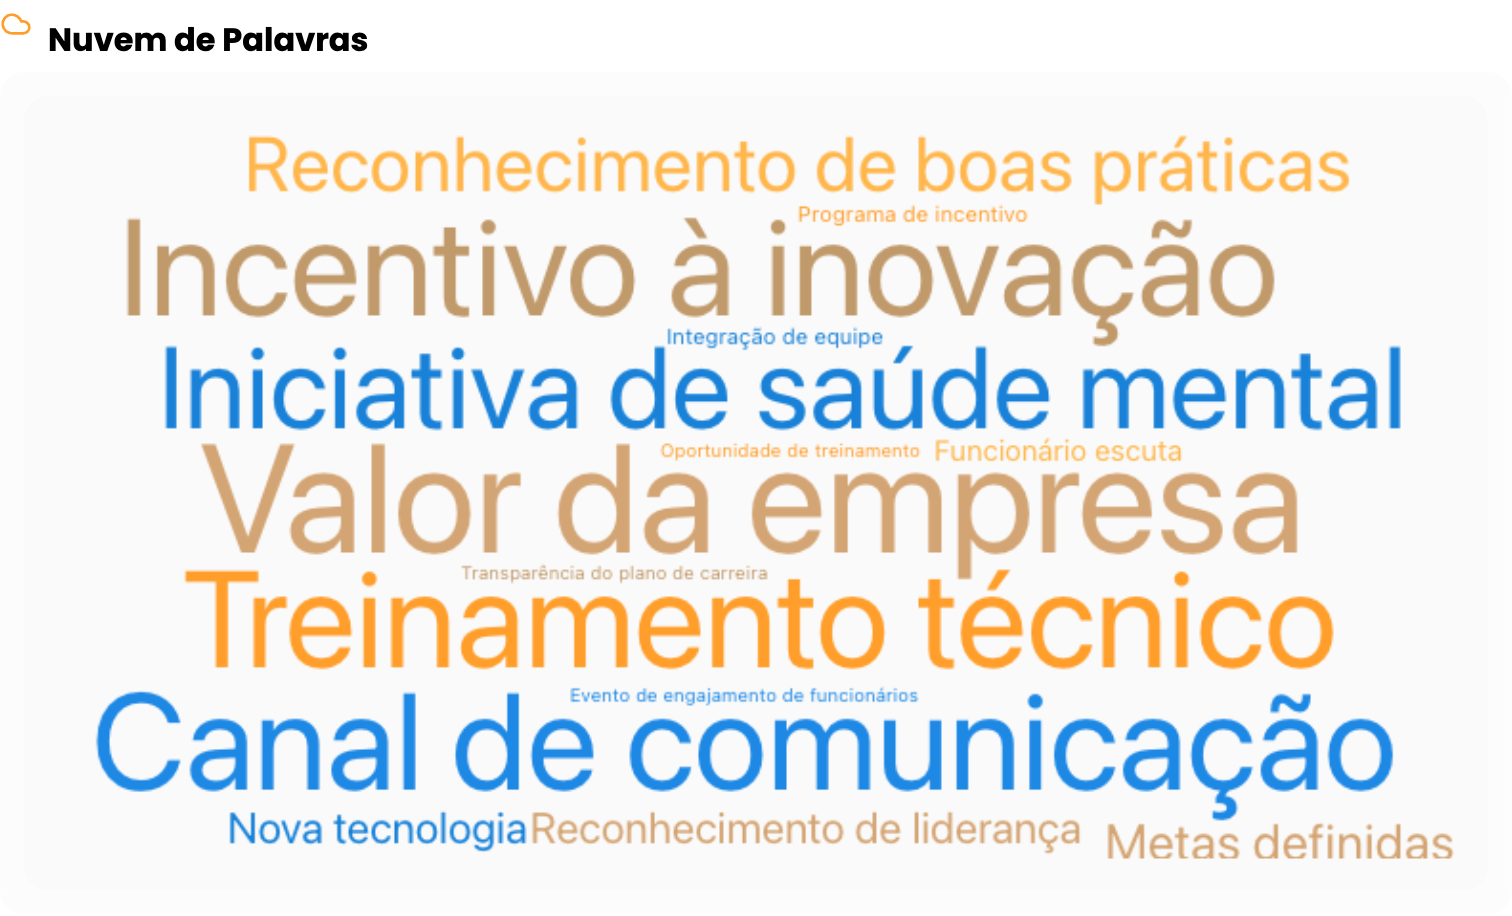 Nuvem de Palavras
Reconhecimento de boas práticas
Programa de incentivo
Incentivo à inovação
Integração de equipe
Iniciativa de saúde mental
Oportunidade de treinamento
Funcionário escuta
Valor da empresa
Transparência do plano de carreira
Treinamento técnico
Evento de engajamento de funcionários
Canal de comunicação
Nova tecnologia
Reconhecimento de liderança
Metas definidas